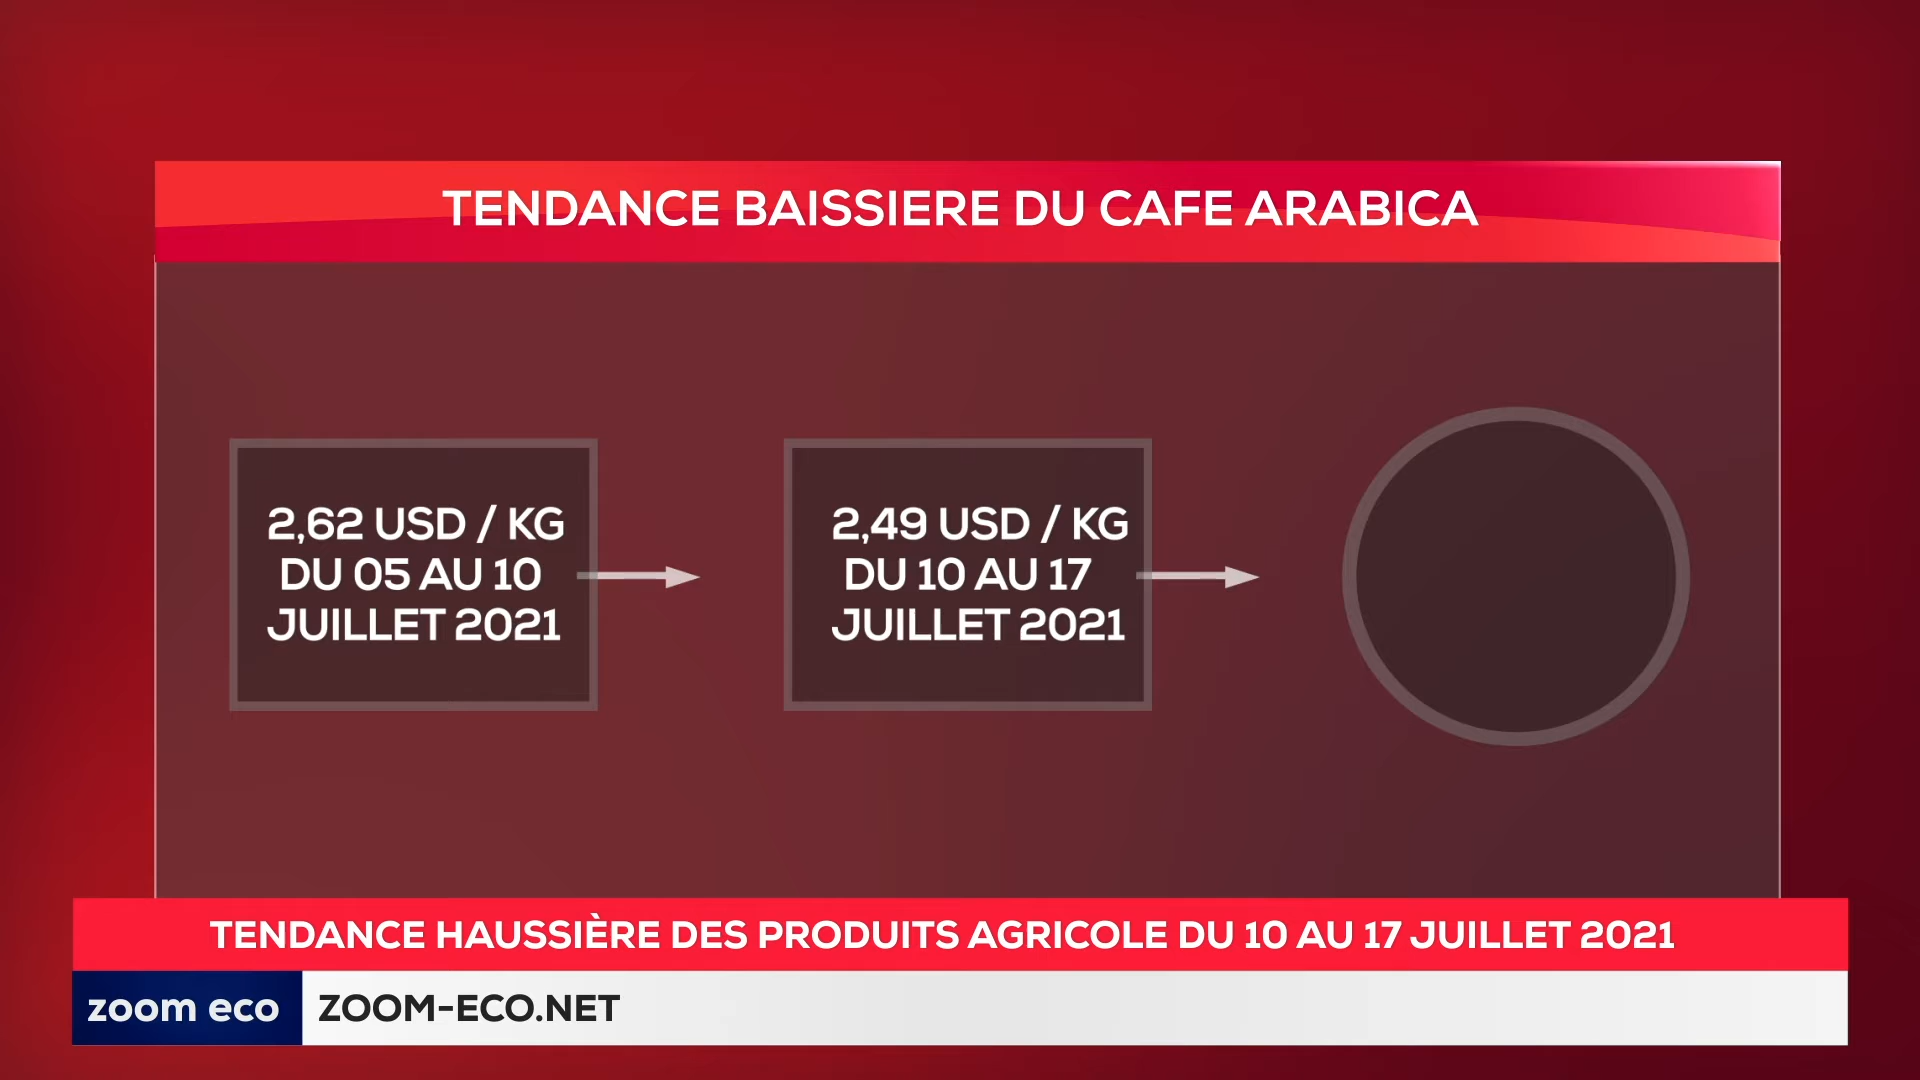 TENDANCE BAISSIERE DU CAFE ARABICA
2,62 USD / KG
DU 05 AU 10
JUILLET 2021
2,49 USD / KG
DU 10 AU 17
JUILLET 2021
TENDANCE HAUSSIÈRE DES PRODUITS AGRICOLE DU 10 AU 17 JUILLET 2021
zoom eco
ZOOM-ECO.NET